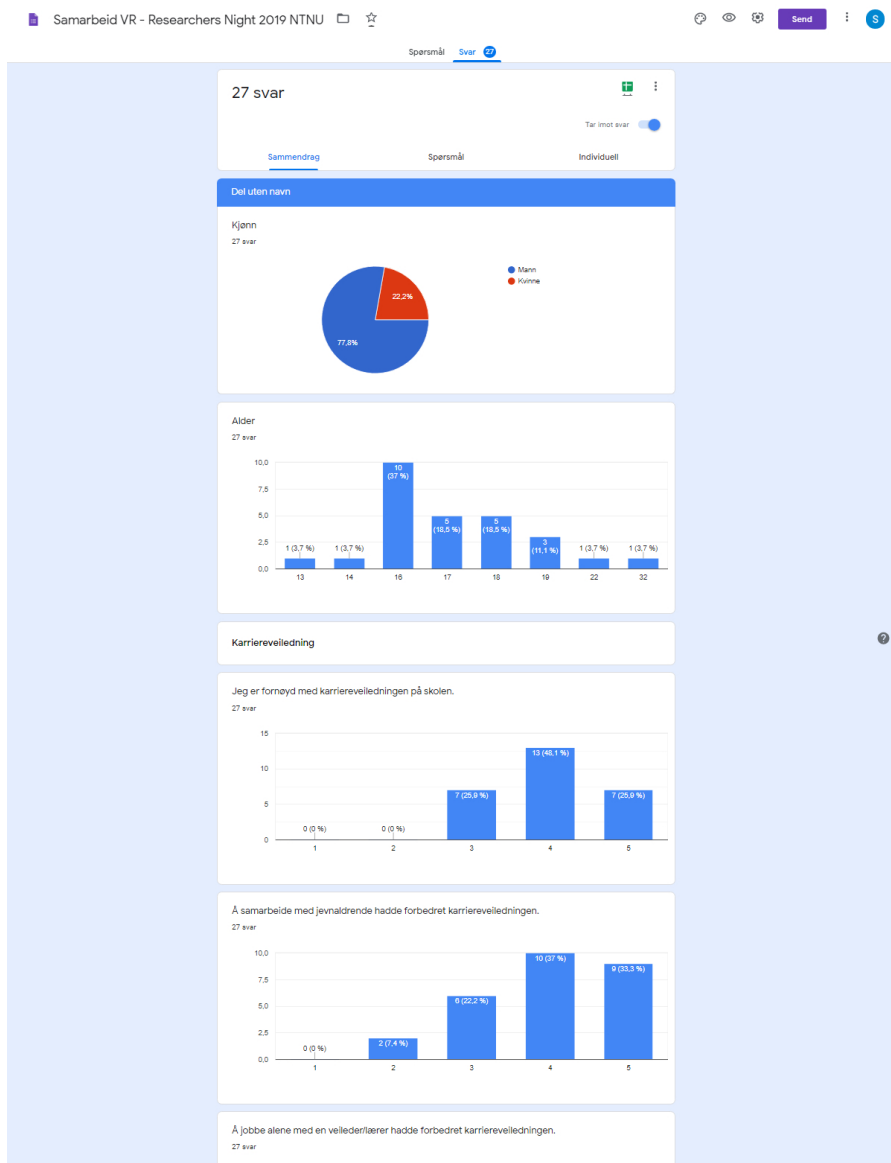 Samarbeid VR - Researchers Night 2019 NTNU
Send
S
Spørsmål Svar 27
27 svar
Tar imot svar
Sammendrag Spørsmål Individuell
Del uten navn
Kjønn
27 svar
Mann
Kvinne
22,2%
77,8%
Alder
27 svar
10,0
7,5
5,0
2,5
0,0
1 (3,7 %)
1 (3,7 %)
10
(37 %)
5
(18,5 %)
5
(18,5 %)
3
(11,1 %)
1 (3,7 %)
1 (3,7 %)
13 14 16 17 18 19 22 32
Karriereveiledning
Jeg er fornøyd med karriereveiledningen på skolen.
27 svar
15
10
5
0
0 (0 %)
0 (0 %)
7 (25,9 %)
13 (48,1 %)
7 (25,9 %)
1 2 3 4 5
Å samarbeide med jevnaldrende hadde forbedret karriereveiledningen.
27 svar
10,0
7,5
5,0
2,5
0,0
0 (0 %)
2 (7,4 %)
6 (22,2 %)
10 (37 %)
9 (33,3 %)
1 2 3 4 5
Å jobbe alene med en veileder/lærer hadde forbedret karriereveiledningen.
27 svar